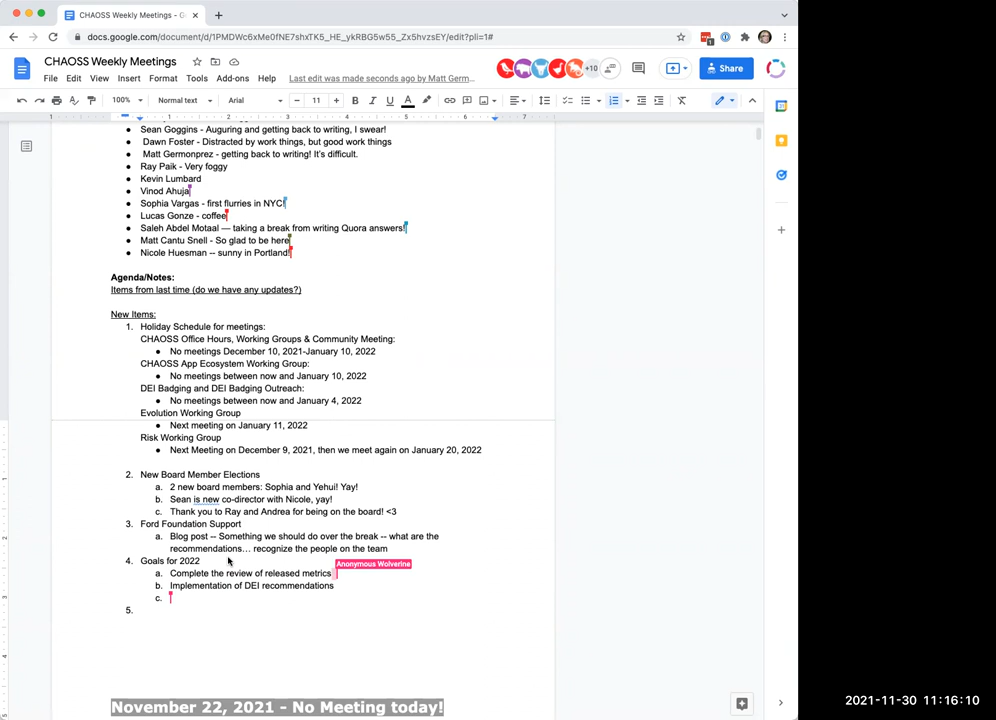 CHAOSS Weekly Meetings - G
docs.google.com/document/d/1PMDWc6xMe0fNE7shxTK5_HE_ykRBG5w55_Zx5hvzsEY/edit?pli=1#
CHAOSS Weekly Meetings
File Edit View Insert Format Tools Add-ons Help Last edit was made seconds ago by Matt Germ...
+10
Share
100% Normal text Arial 11
B I U A
1 1 2 3 4 5 6 7
Sean Goggins - Auguring and getting back to writing, I swear!
Dawn Foster - Distracted by work things, but good work things
Matt Germonprez - getting back to writing! It's difficult.
Ray Paik - Very foggy
Kevin Lumbard
Vinod Ahuja
Sophia Vargas - first flurries in NYC!
Lucas Gonze - coffee
Saleh Abdel Motaal — taking a break from writing Quora answers!
Matt Cantu Snell - So glad to be here
Nicole Huesman -- sunny in Portland!
Agenda/Notes:
Items from last time (do we have any updates?)
New Items:
1. Holiday Schedule for meetings:
CHAOSS Office Hours, Working Groups & Community Meeting:
No meetings December 10, 2021-January 10, 2022
CHAOSS App Ecosystem Working Group:
No meetings between now and January 10, 2022
DEI Badging and DEI Badging Outreach:
No meetings between now and January 4, 2022
Evolution Working Group
Next meeting on January 11, 2022
Risk Working Group
Next Meeting on December 9, 2021, then we meet again on January 20, 2022
2. New Board Member Elections
a. 2 new board members: Sophia and Yehui! Yay!
b. Sean is new co-director with Nicole, yay!
c. Thank you to Ray and Andrea for being on the board! <3
3. Ford Foundation Support
a. Blog post -- Something we should do over the break -- what are the
recommendations… recognize the people on the team
4. Goals for 2022
Anonymous Wolverine
a. Complete the review of released metrics
b. Implementation of DEI recommendations
c.
5.
November 22, 2021 - No Meeting today!
2021-11-30 11:16:10